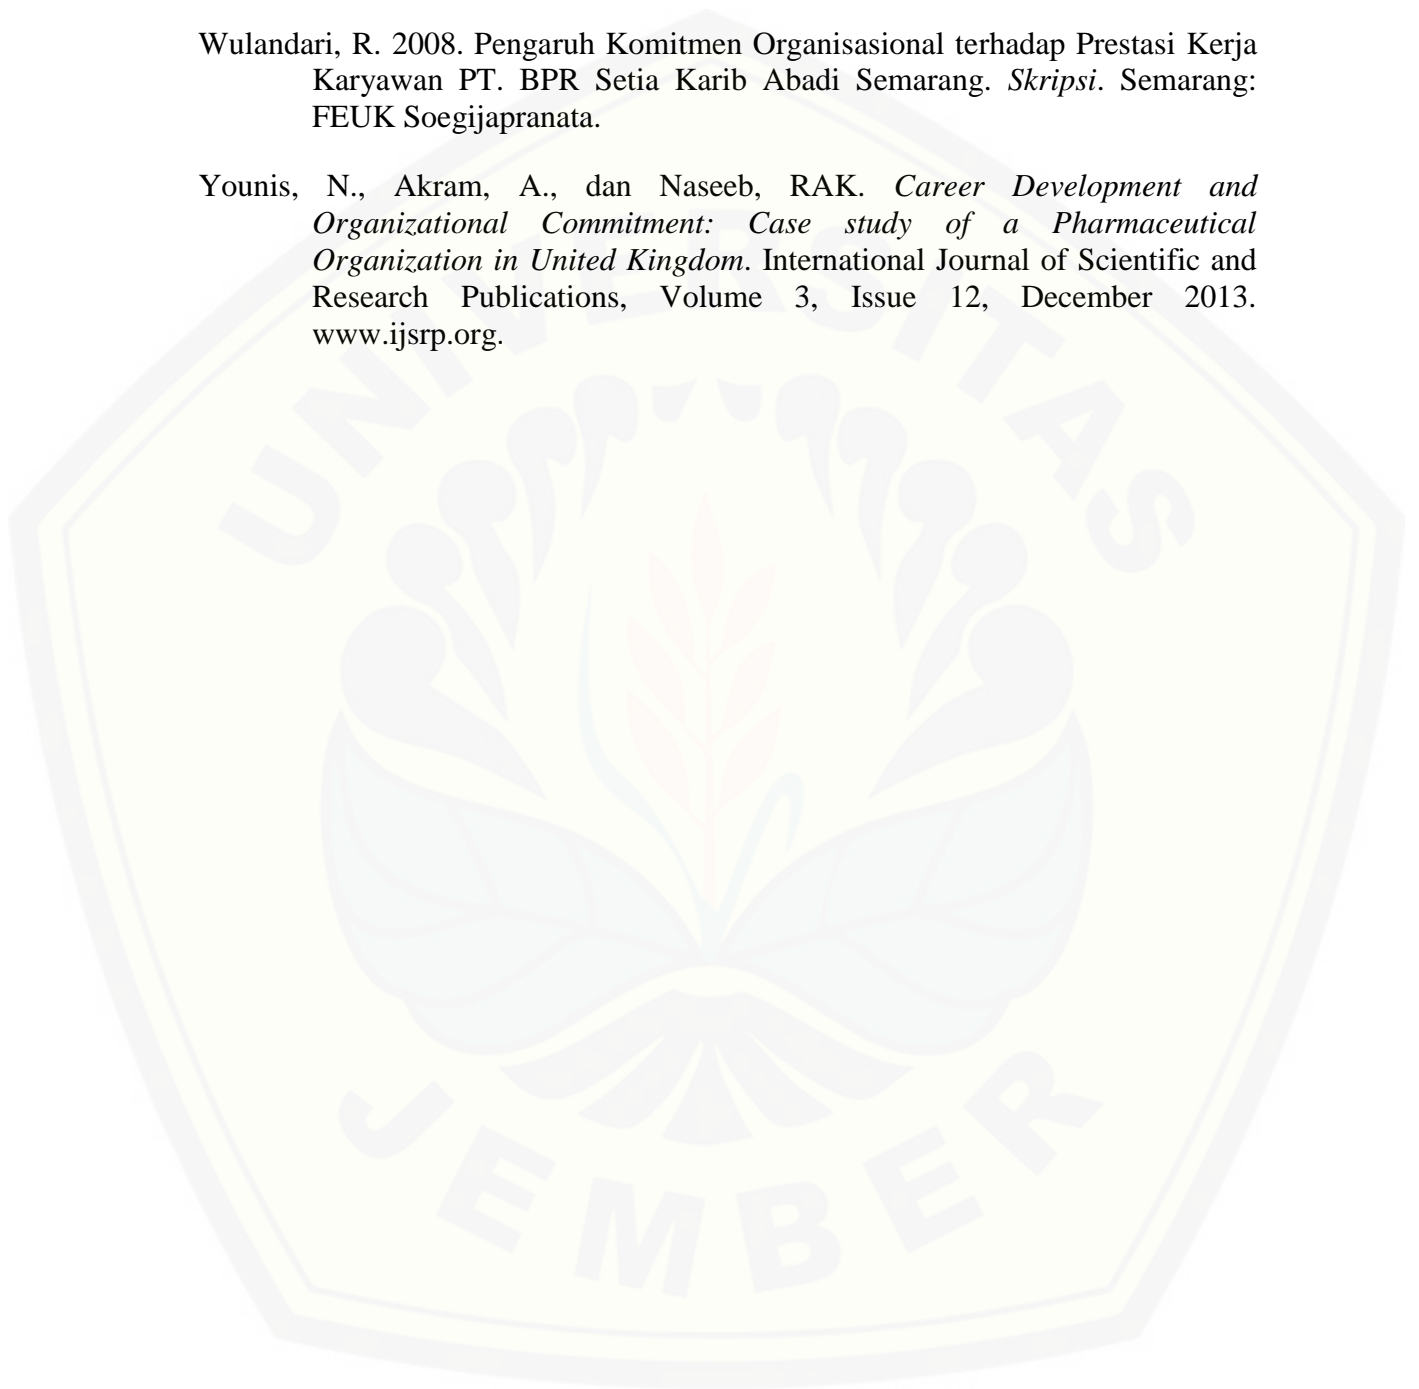 Wulandari, R. 2008. Pengaruh Komitmen Organisasional terhadap Prestasi Kerja
Karyawan PT. BPR Setia Karib Abadi Semarang. Skripsi. Semarang:
FEUK Soegijapranata.
Younis, N., Akram, A., dan Naseeb, RAK. Career Development and
Organizational Commitment: Case study of a Pharmaceutical
Organization in United Kingdom. International Journal of Scientific and
Research Publications, Volume 3, Issue 12, December 2013.
www.ijsrp.org.
UNIVERSITAS
JEMBER